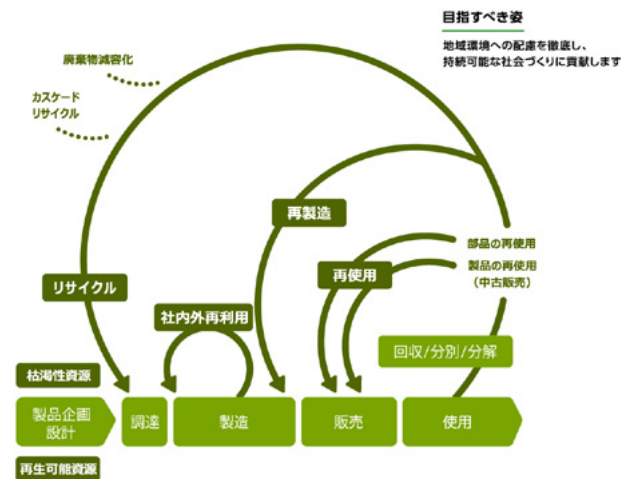 目指すべき姿
地域環境への配慮を徹底し、
持続可能な社会づくりに貢献します
廃棄物減容化
カスケード
リサイクル
再製造
部品の再使用
製品の再使用
（中古販売）
再使用
リサイクル
社内外再利用
回収/分別/分解
枯渇性資源
製品企画
設計
調達
製造
販売
使用
再生可能資源